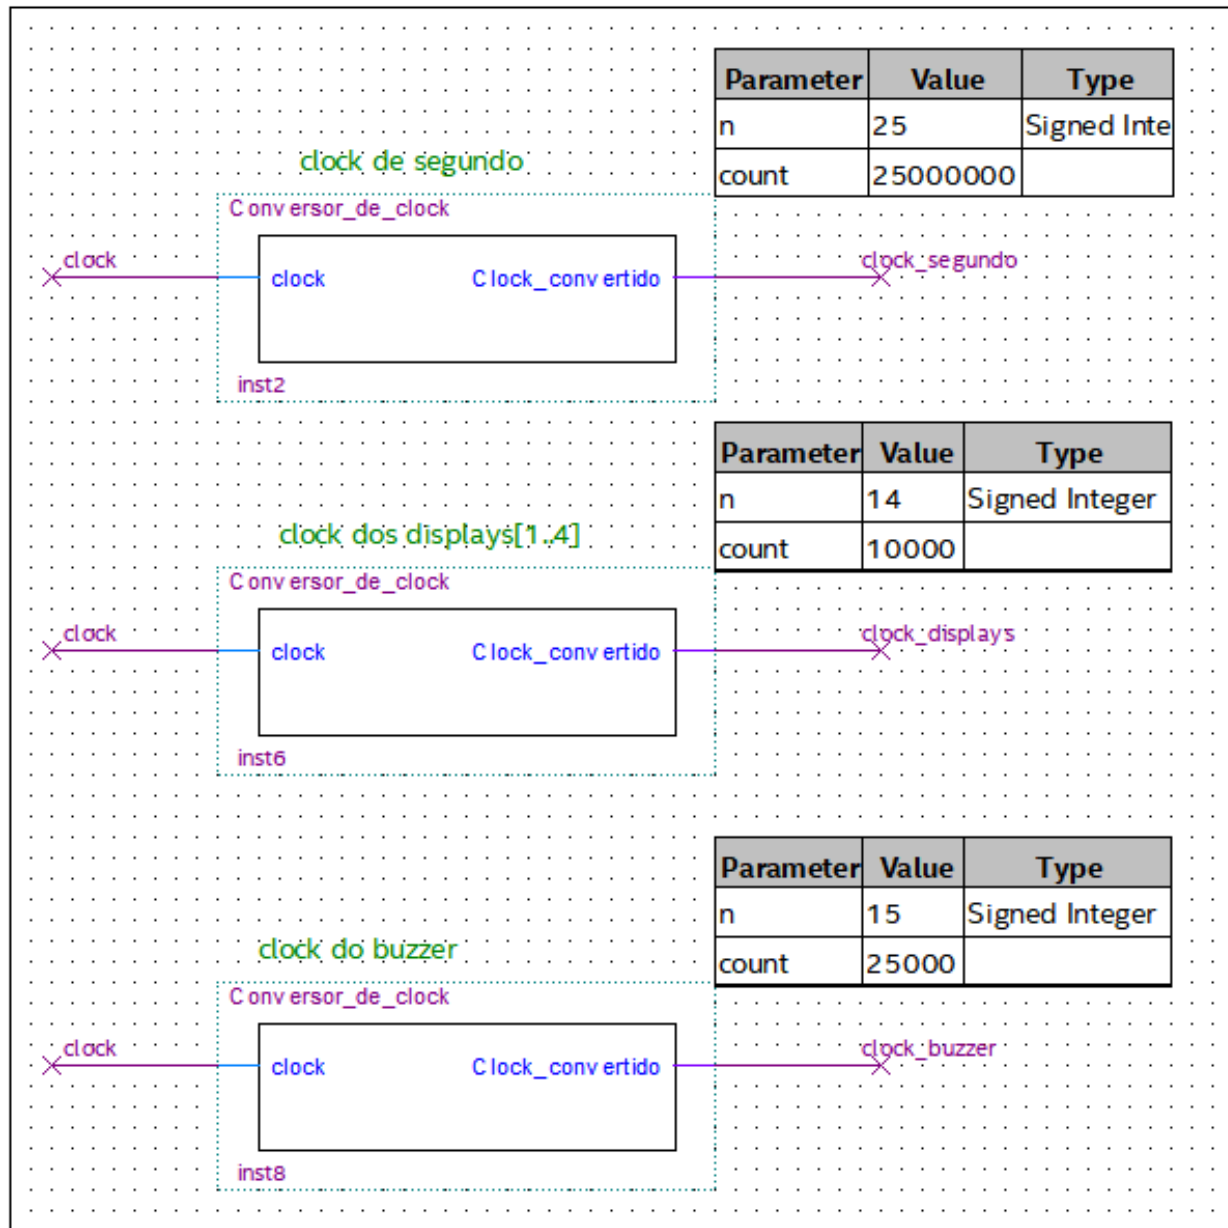 Parameter Value Type
n 25 Signed Inte
count 25000000
clock de segundo
Conversor_de_clock
clock
clock Clock_convertido
clock_segundo
inst2
Parameter Value Type
n 14 Signed Integer
count 10000
clock dos displays[1..4]
Conversor_de_clock
clock
clock Clock_convertido
clock_displays
inst6
Parameter Value Type
n 15 Signed Integer
count 25000
clock do buzzer
Conversor_de_clock
clock
clock Clock_convertido
clock_buzzer
inst8